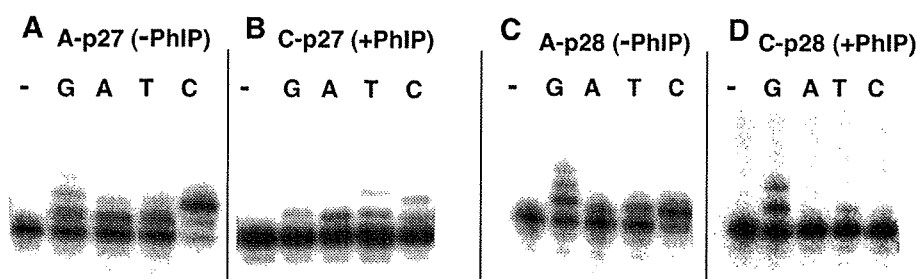 A A-p27 (-PhIP) B C-p27 (+PhIP) C A-p28 (-PhIP) D C-p28 (+PhIP)
- G A T C - G A T C - G A T C - G A T C